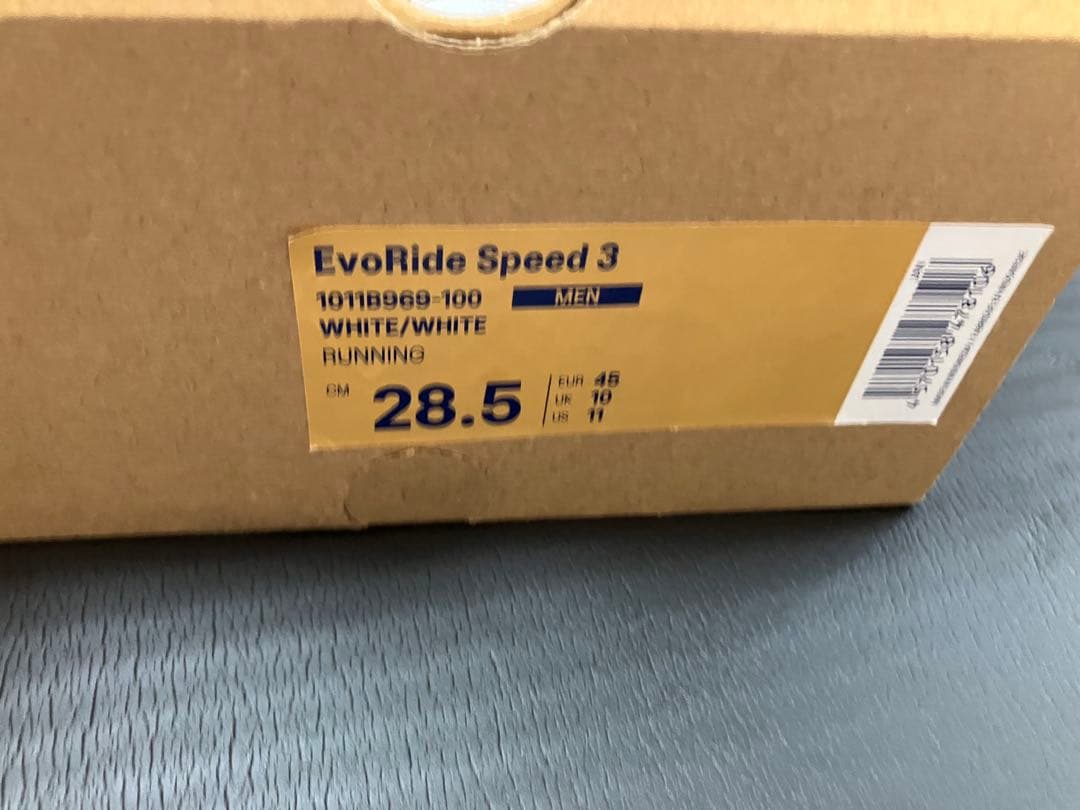 EvoRide Speed 3
1011B969-100 MEN
WHITE/WHITE
RUNNING
CM 28.5
EUR 45
UK 10
US 11